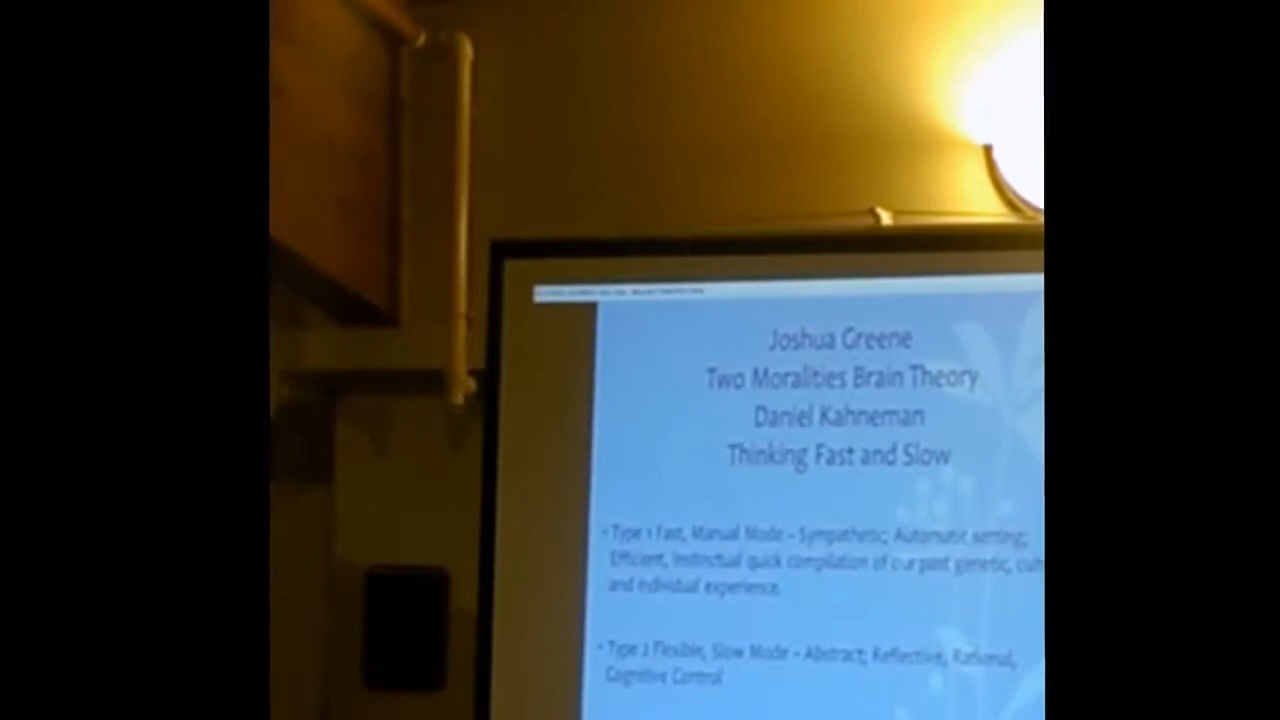 Joshua Greene
Two Moralities Brain Theory
Daniel Kahneman
Thinking Fast and Slow
• Type 1 Fast, Manual Mode – Sympathetic; Automatic setting;
Efficient, Instinctual quick compilation of our past genetic,
and individual experience.
• Type 2 Flexible, Slow Mode – Abstract; Reflective, Rational,
Cognitive Control